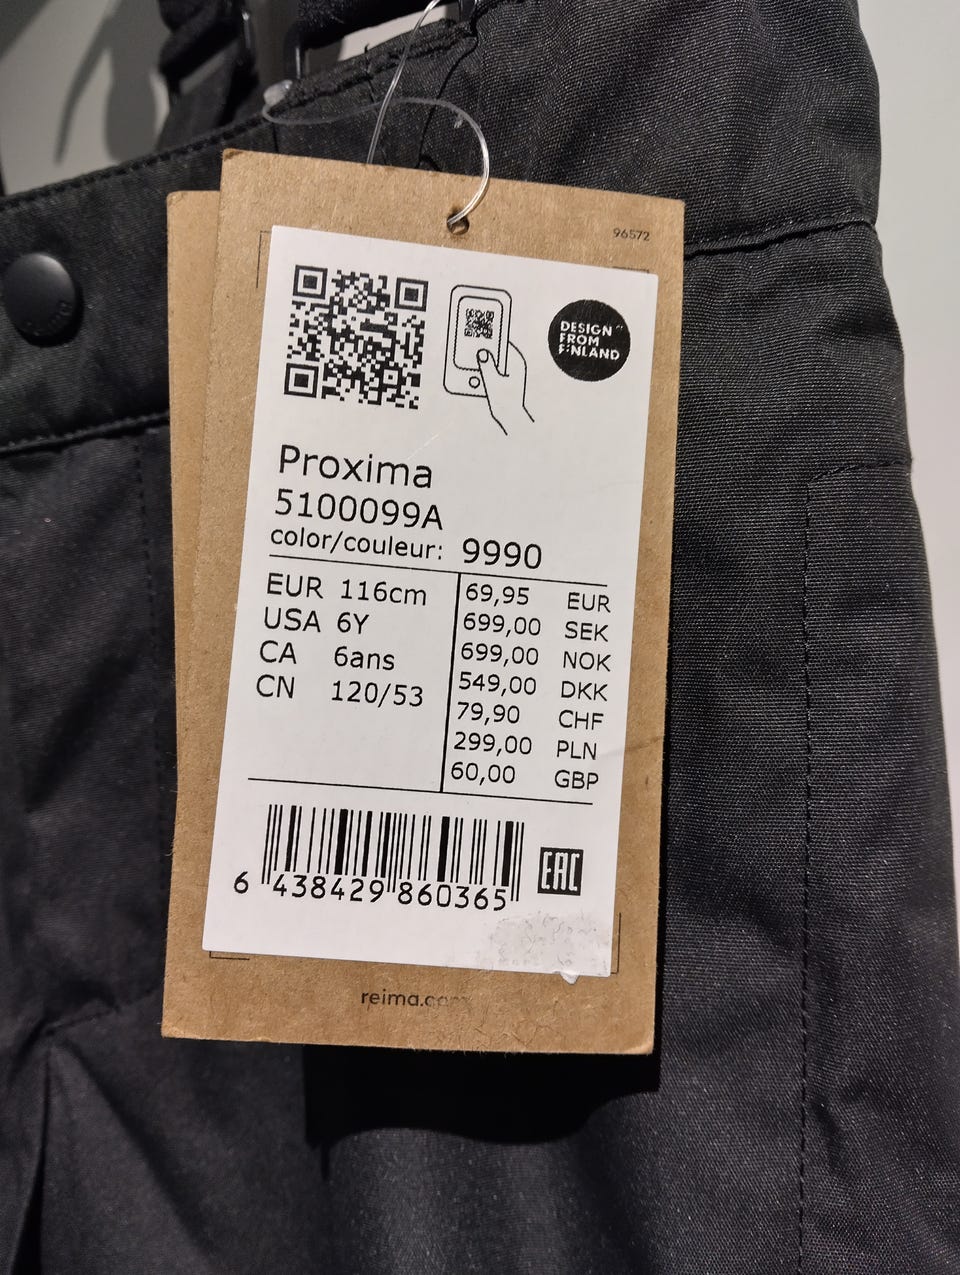 96572
DESIGN
FROM
FINLAND
Proxima
5100099A
color/couleur: 9990
EUR 116cm
USA 6Y
CA 6ans
CN 120/53
69,95 EUR
699,00 SEK
699,00 NOK
549,00 DKK
79,90 CHF
299,00 PLN
60,00 GBP
6 438429 860365
EAC
reima.com